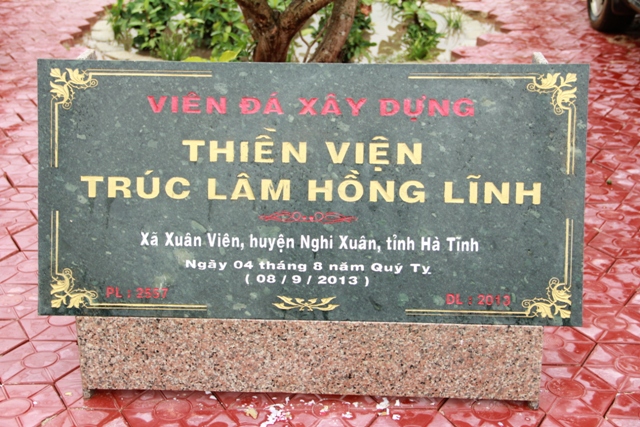 VIÊN ĐÁ XÂY DỰNG
THIỀN VIỆN
TRÚC LÂM HỒNG LĨNH
Xã Xuân Viên, huyện Nghi Xuân, tỉnh Hà Tĩnh
Ngày 04 tháng 8 năm Quý Tỵ
( 08 / 9 / 2013 )
PL : 2557 DL : 2013